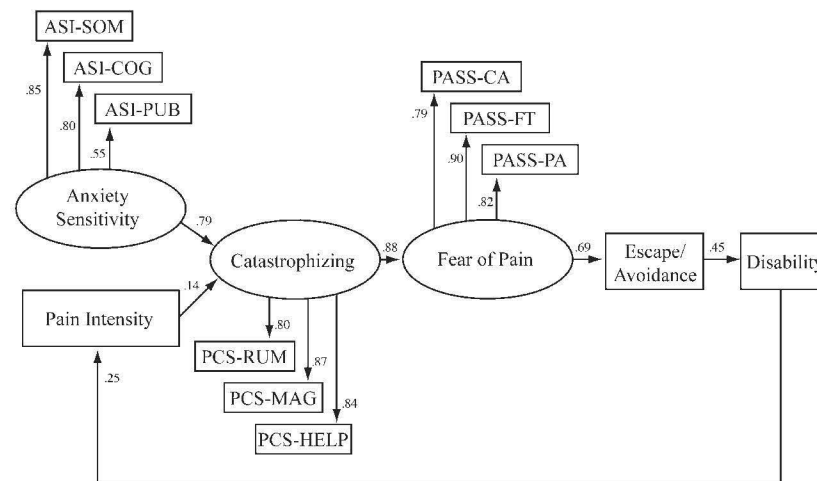 ASI-SOM
ASI-COG
ASI-PUB
.85
.80
.55
Anxiety
Sensitivity
.79
PASS-CA
PASS-FT
PASS-PA
.79
.90
.82
Catastrophizing
.88
Fear of Pain
.69
Escape/
Avoidance
.45
Disability
Pain Intensity
.14
.80
PCS-RUM
.87
PCS-MAG
.84
PCS-HELP
.25